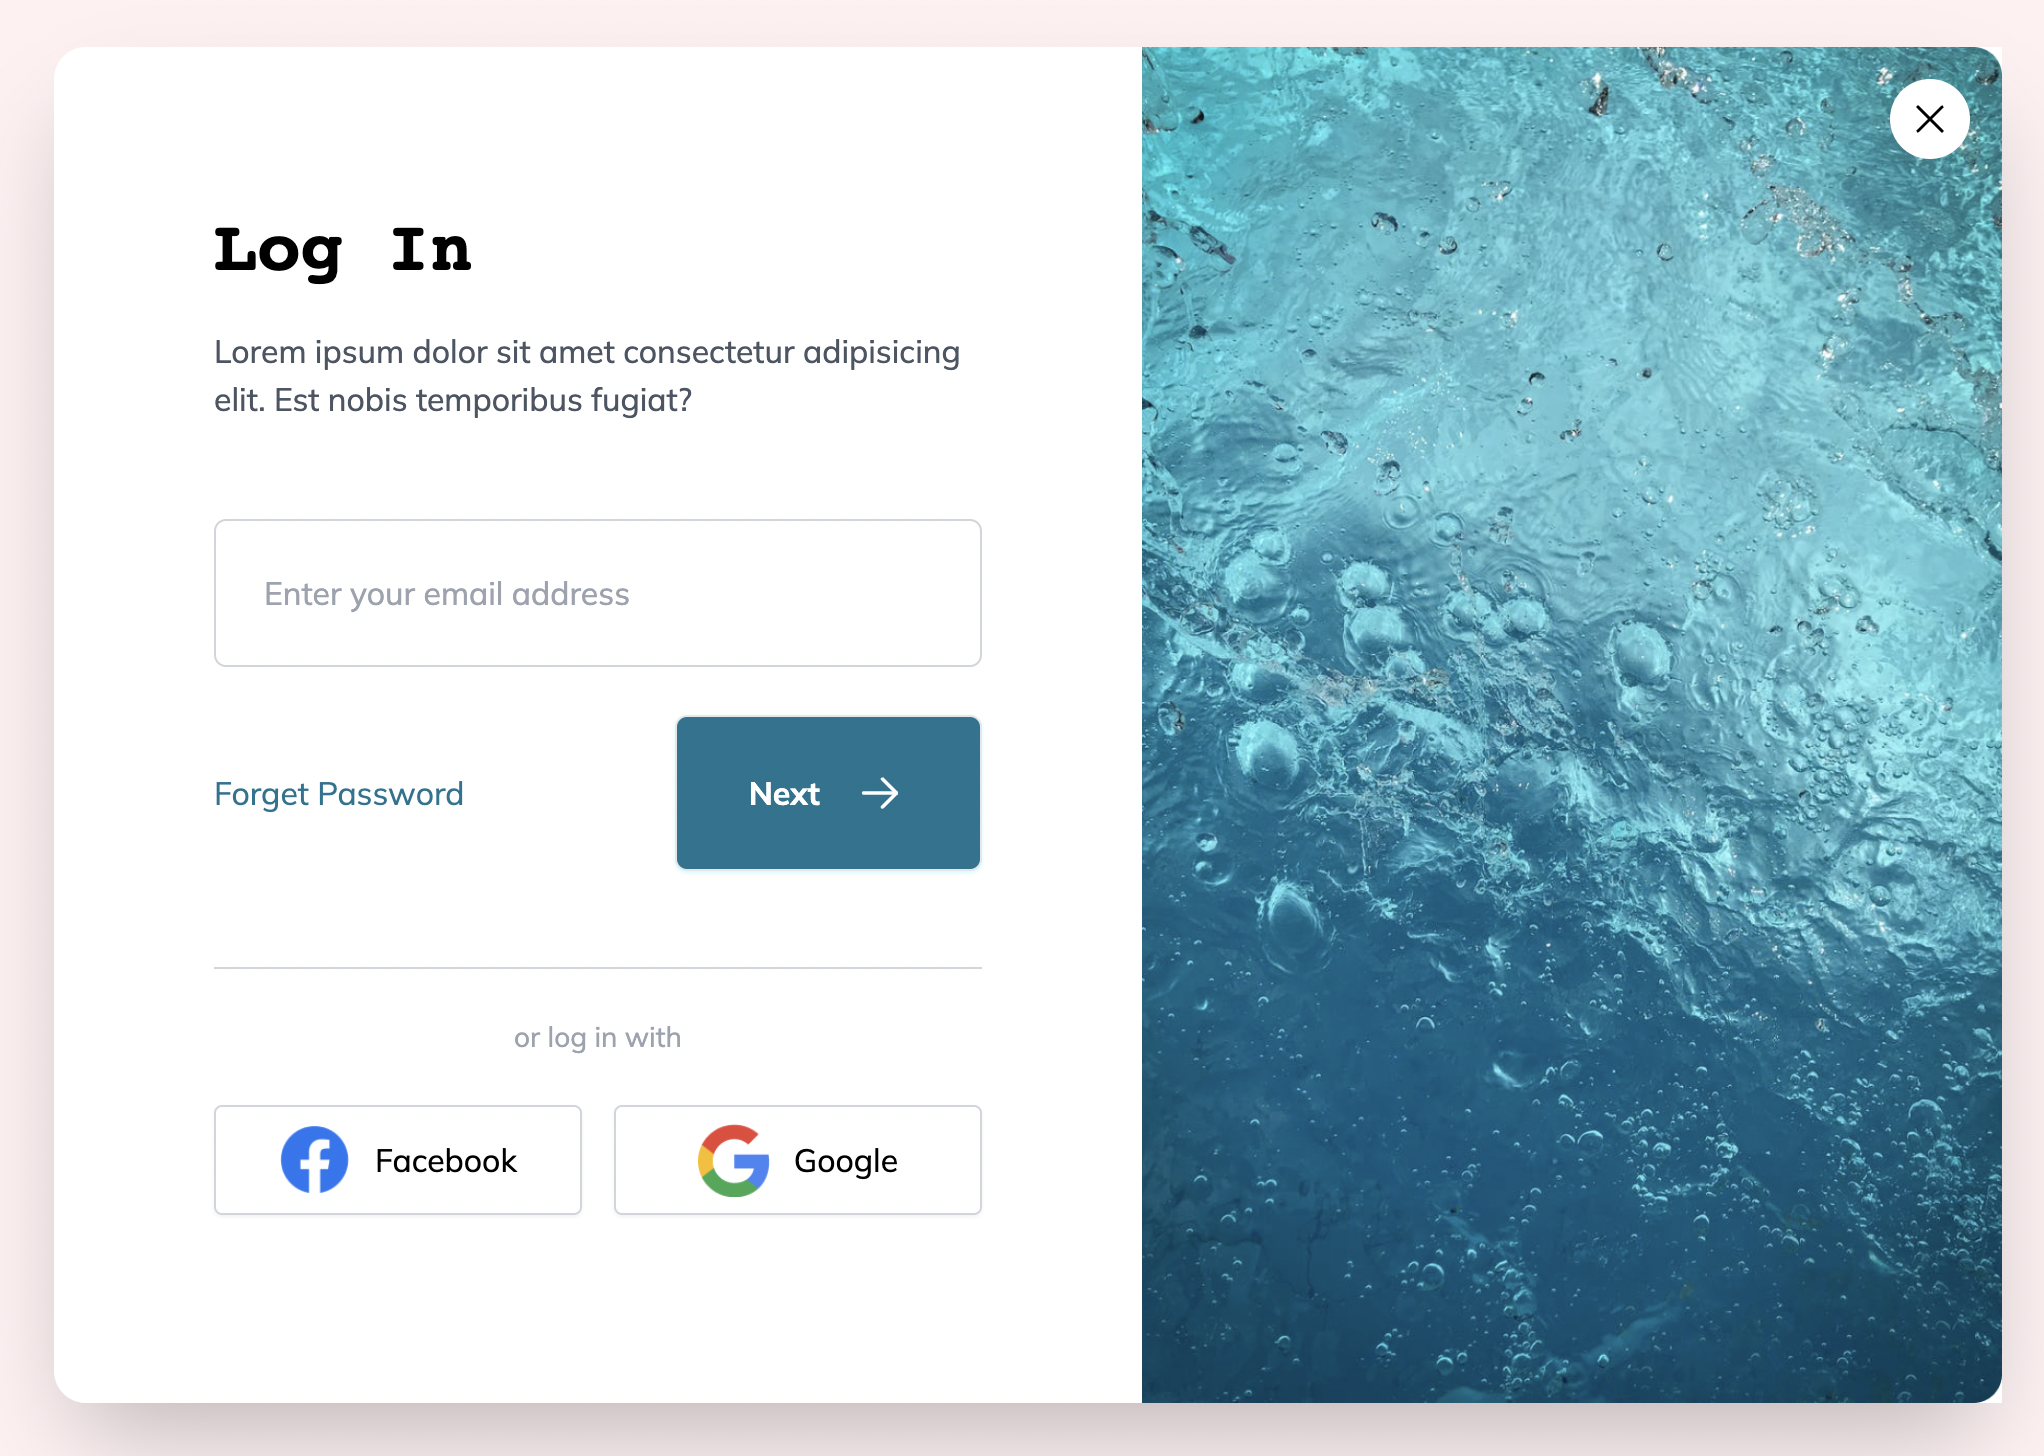 Log In
Lorem ipsum dolor sit amet consectetur adipisicing
elit. Est nobis temporibus fugiat?
Enter your email address
Forget Password
Next
or log in with
Facebook
Google